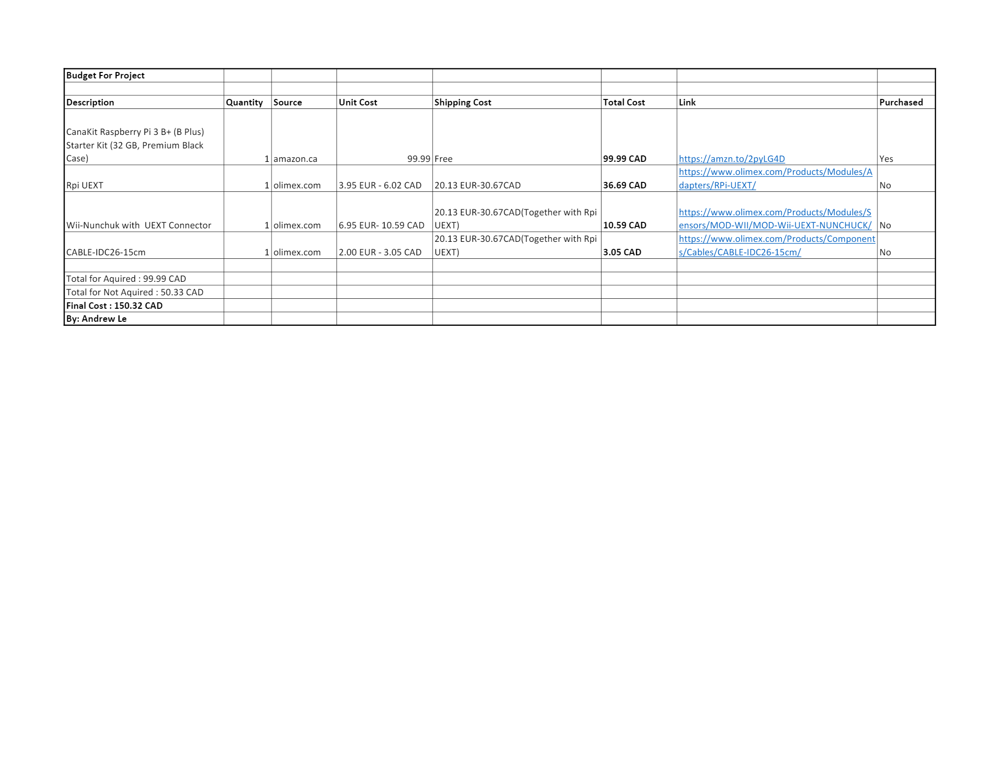 Budget For Project
Description Quantity Source Unit Cost Shipping Cost Total Cost Link Purchased
CanaKit Raspberry Pi 3 B+ (B Plus)
Starter Kit (32 GB, Premium Black
Case) 1 amazon.ca 99.99 Free 99.99 CAD https://amzn.to/2pyLG4D Yes
https://www.olimex.com/Products/Modules/A
Rpi UEXT 1 olimex.com 3.95 EUR - 6.02 CAD 20.13 EUR-30.67CAD 36.69 CAD dapters/RPi-UEXT/ No
20.13 EUR-30.67CAD(Together with Rpi https://www.olimex.com/Products/Modules/S
Wii-Nunchuk with  UEXT Connector 1 olimex.com 6.95 EUR- 10.59 CAD UEXT) 10.59 CAD ensors/MOD-WII/MOD-Wii-UEXT-NUNCHUCK/ No
20.13 EUR-30.67CAD(Together with Rpi https://www.olimex.com/Products/Component
CABLE-IDC26-15cm 1 olimex.com 2.00 EUR - 3.05 CAD UEXT) 3.05 CAD s/Cables/CABLE-IDC26-15cm/ No
Total for Aquired : 99.99 CAD
Total for Not Aquired : 50.33 CAD
Final Cost : 150.32 CAD
By: Andrew Le